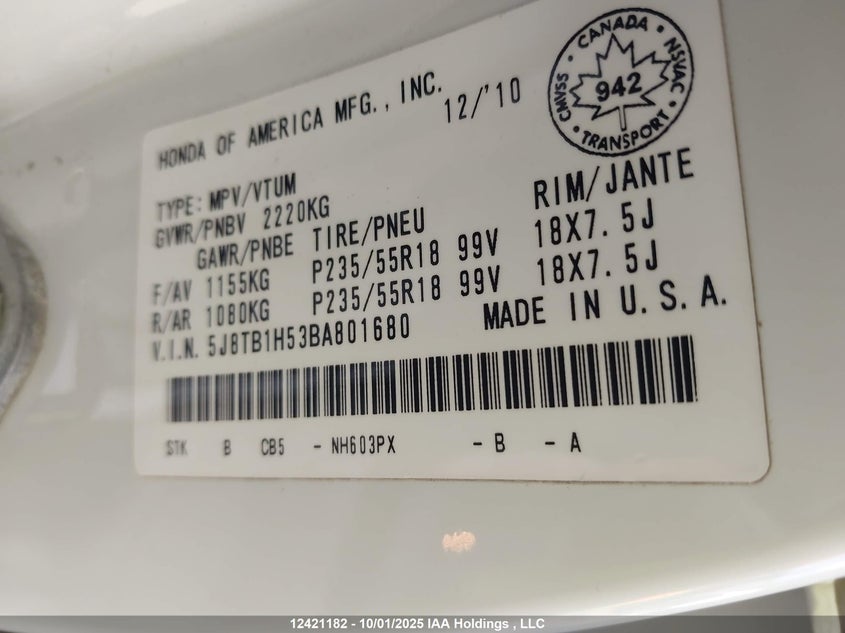 HONDA OF AMERICA MFG., INC.
12/'10
CANADA
CMVSS
NSVAC
942
TRANSPORT
TYPE: MPV/VTUM
GVWR/PNBV 2220KG
GAWR/PNBE TIRE/PNEU RIM/JANTE
F/AV 1155KG P235/55R18 99V 18X7.5J
R/AR 1080KG P235/55R18 99V 18X7.5J
V.I.N. 5J8TB1H53BA801680 MADE IN U.S.A.
STK B CB5 - NH603PX - B - A
12421182 - 10/01/2025 IAA Holdings , LLC